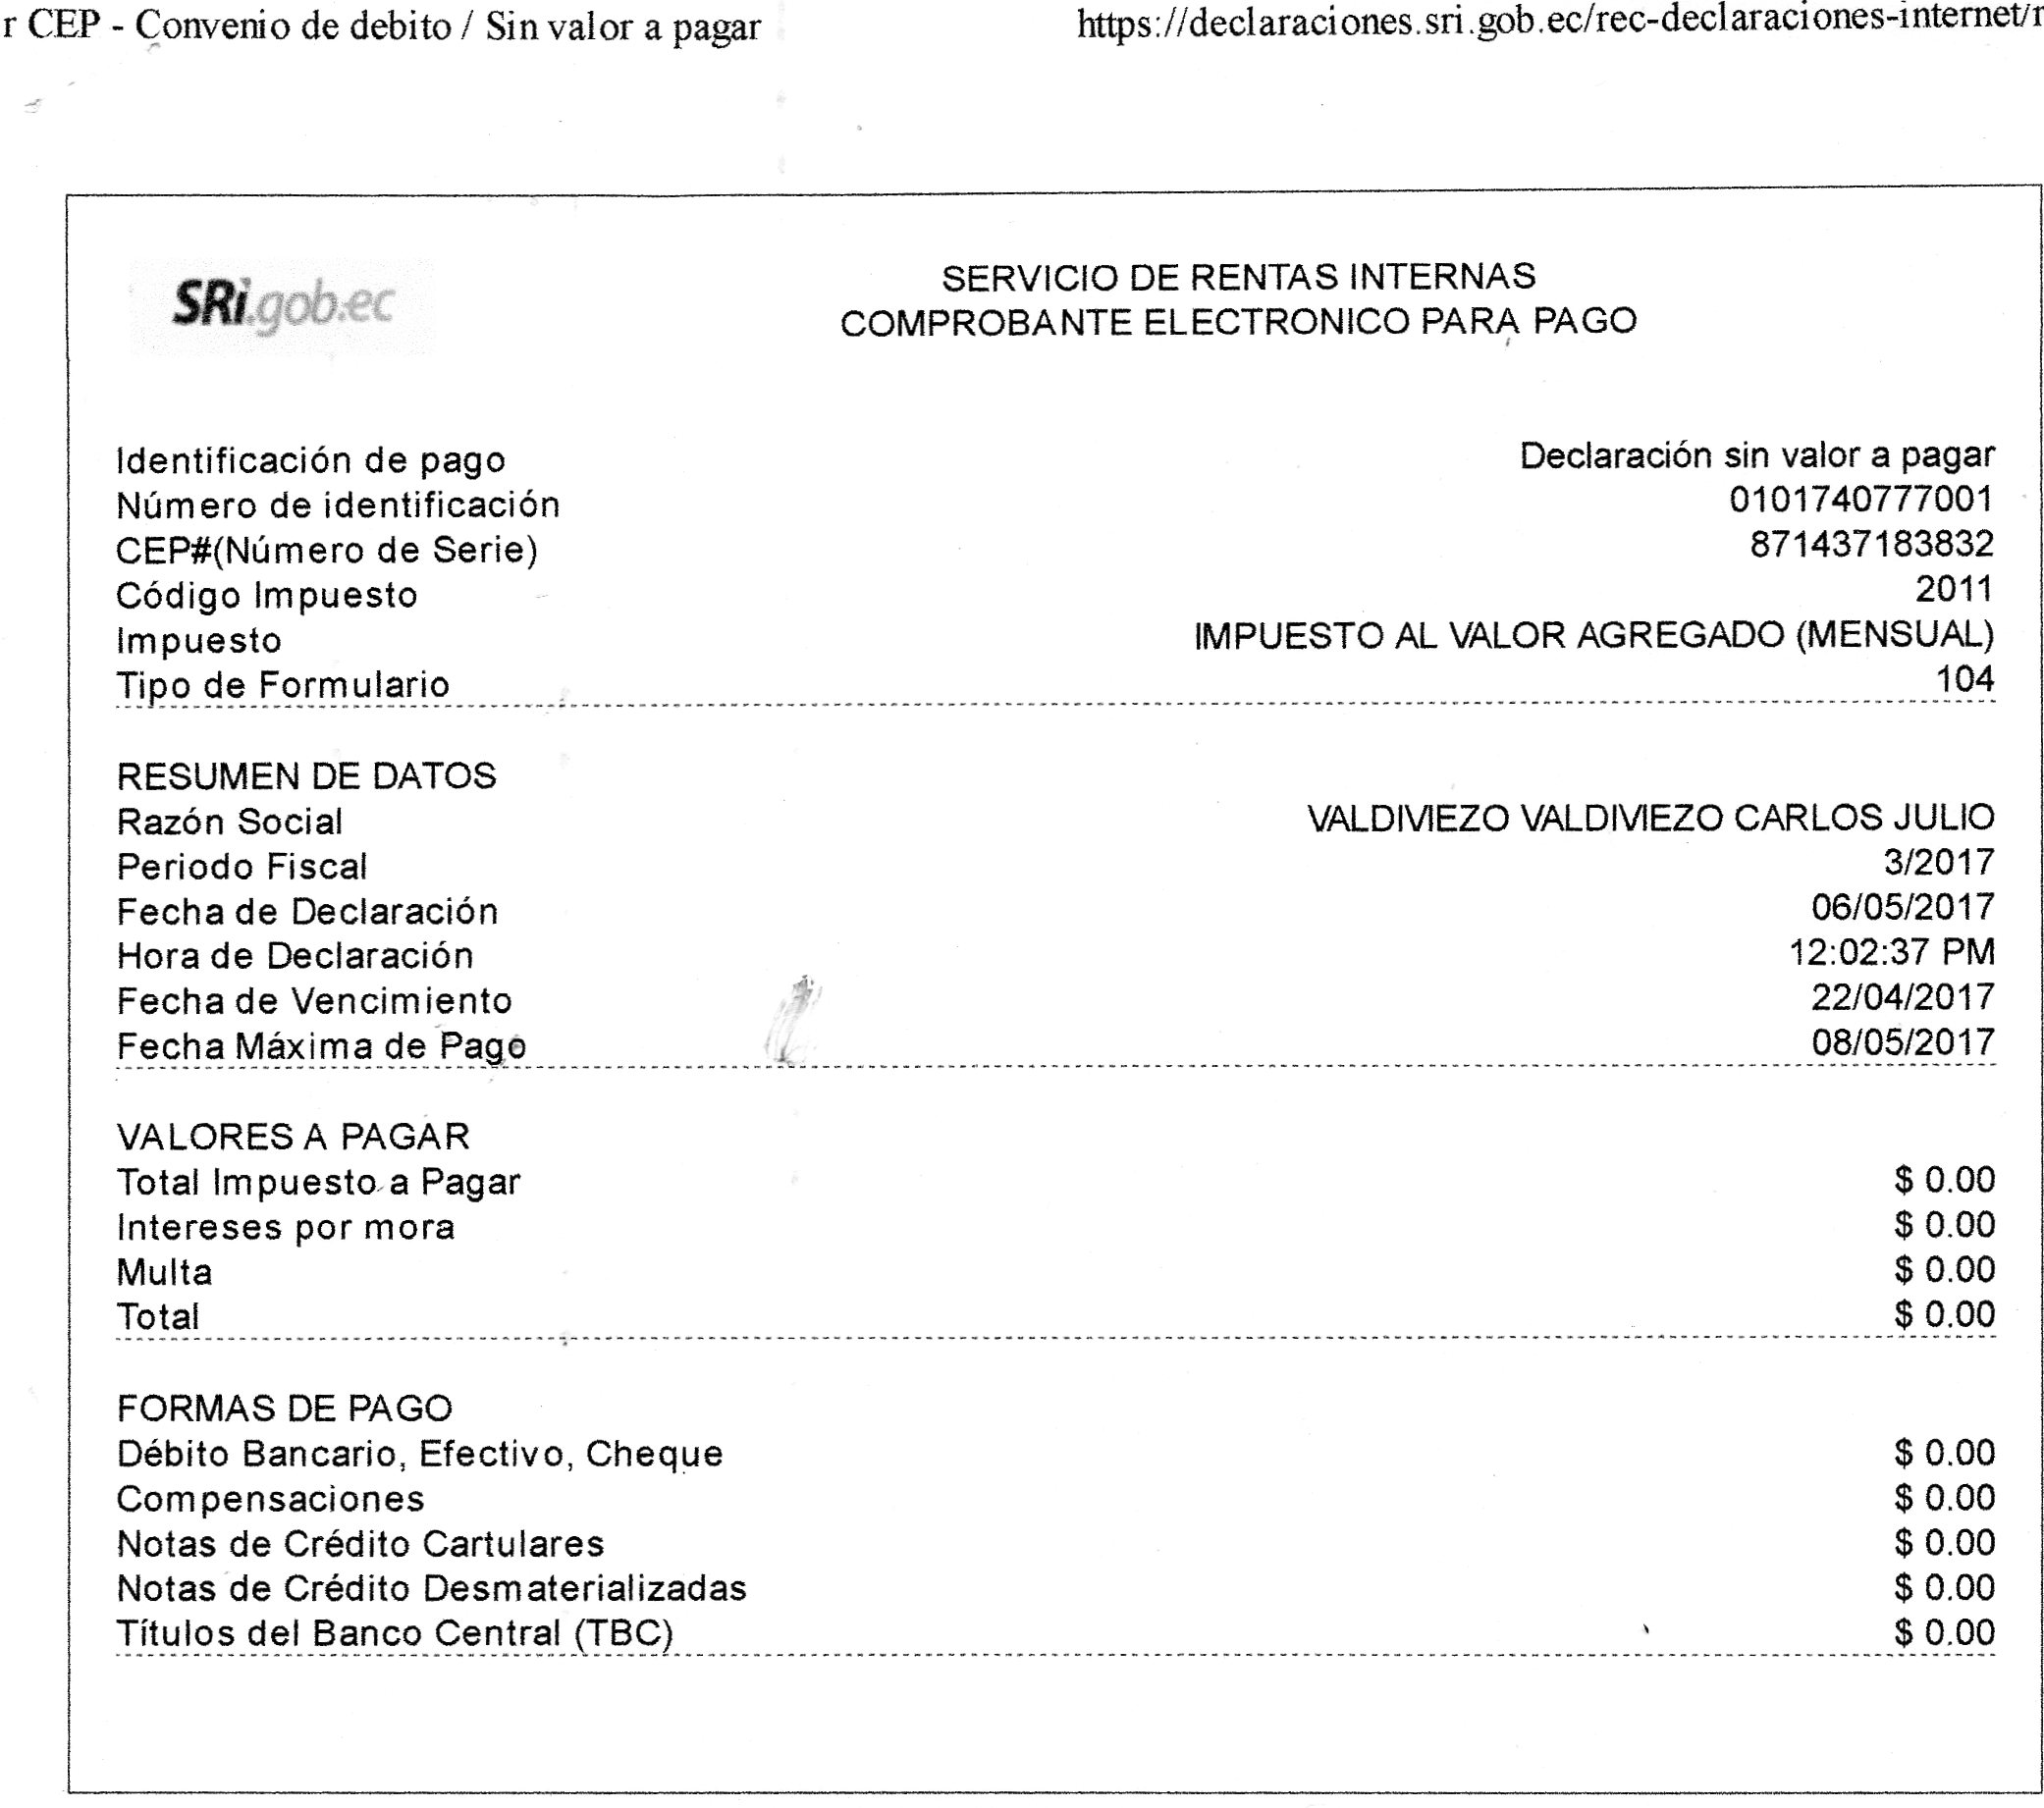 r CEP - Convenio de debito / Sin valor a pagar https://declaraciones.sri.gob.ec/rec-declaraciones-internet/r
SRi.gob.ec
SERVICIO DE RENTAS INTERNAS
COMPROBANTE ELECTRONICO PARA PAGO
Identificación de pago Declaración sin valor a pagar
Número de identificación 0101740777001
CEP#(Número de Serie) 871437183832
Código Impuesto 2011
Impuesto IMPUESTO AL VALOR AGREGADO (MENSUAL)
Tipo de Formulario 104
RESUMEN DE DATOS
Razón Social VALDIVIEZO VALDIVIEZO CARLOS JULIO
Periodo Fiscal 3/2017
Fecha de Declaración 06/05/2017
Hora de Declaración 12:02:37 PM
Fecha de Vencimiento 22/04/2017
Fecha Máxima de Pago 08/05/2017
VALORES A PAGAR
Total Impuesto a Pagar $ 0.00
Intereses por mora $ 0.00
Multa $ 0.00
Total $ 0.00
FORMAS DE PAGO
Débito Bancario, Efectivo, Cheque $ 0.00
Compensaciones $ 0.00
Notas de Crédito Cartulares $ 0.00
Notas de Crédito Desmaterializadas $ 0.00
Títulos del Banco Central (TBC) $ 0.00